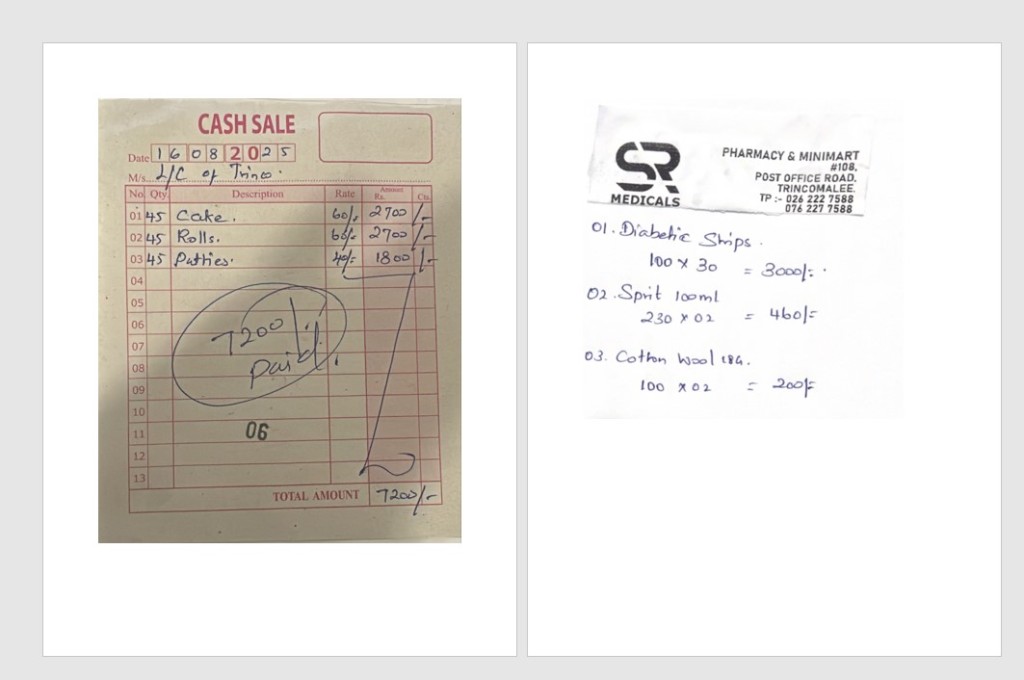 CASH SALE
Date 16 08 2025
M/s. L/C of Trinco.
No. Qty. Description Rate Amount Rs. Cts.
01 45 Cake. 60/- 2700/-
02 45 Rolls. 60/- 2700/-
03 45 Patties. 40/- 1800/-
04
05
06
07
08
09
10
11
12
13
7200/-
paid.
06
TOTAL AMOUNT 7200/-
SR
MEDICALS
PHARMACY & MINIMART
#108,
POST OFFICE ROAD,
TRINCOMALEE.
TP :- 026 222 7588
076 227 7588
01. Diabetic Strips.
100 x 30 = 3000/=.
02. Sprit 100ml
230 x 02 = 460/=
03. Cotton Wool
100 x 02 = 200/=